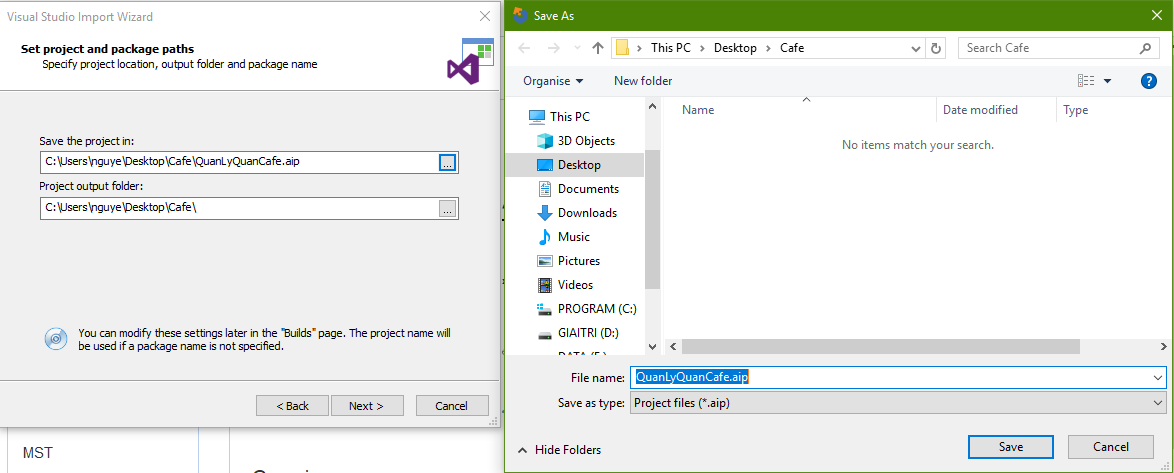 Visual Studio Import Wizard
Set project and package paths
Specify project location, output folder and package name
Save the project in:
C:\Users\nguye\Desktop\Cafe\QuanLyQuanCafe.aip
...
Project output folder:
C:\Users\nguye\Desktop\Cafe\
...
You can modify these settings later in the "Builds" page. The project name will
be used if a package name is not specified.
< Back
Next >
Cancel
MST
Save As
This PC
Desktop
Cafe
Search Cafe
Organise
New folder
Name
Date modified
Type
This PC
3D Objects
Desktop
Documents
Downloads
Music
Pictures
Videos
PROGRAM (C:)
GIAITRI (D:)
No items match your search.
File name:
QuanLyQuanCafe.aip
Save as type:
Project files (*.aip)
Hide Folders
Save
Cancel